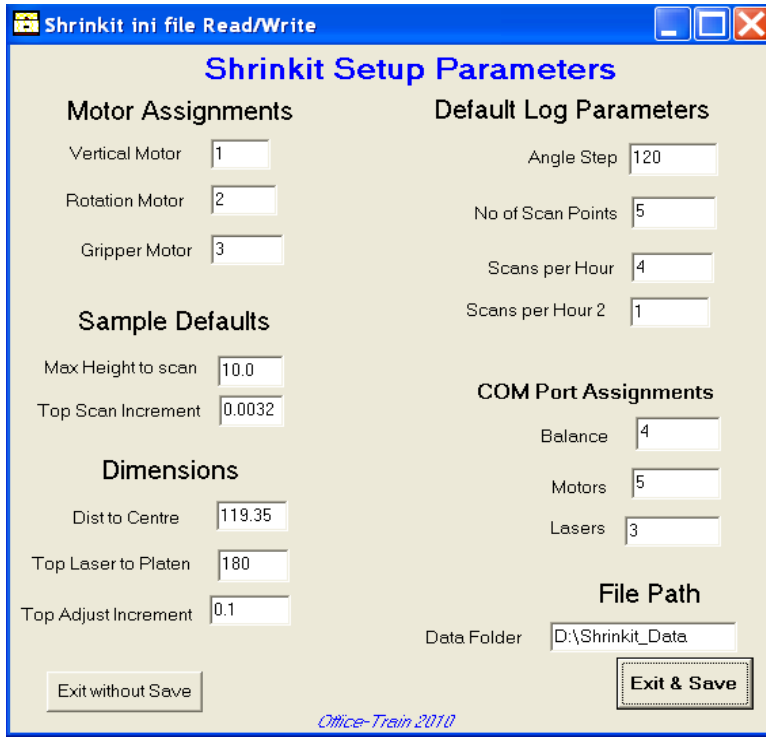 Shrinkit ini file Read/Write
Shrinkit Setup Parameters
Motor Assignments
Vertical Motor 1
Rotation Motor 2
Gripper Motor 3
Sample Defaults
Max Height to scan 10.0
Top Scan Increment 0.0032
Dimensions
Dist to Centre 119.35
Top Laser to Platen 180
Top Adjust Increment 0.1
Exit without Save
Default Log Parameters
Angle Step 120
No of Scan Points 5
Scans per Hour 4
Scans per Hour 2 1
COM Port Assignments
Balance 4
Motors 5
Lasers 3
File Path
Data Folder D:\Shrinkit_Data
Exit & Save
Office-Train 2010